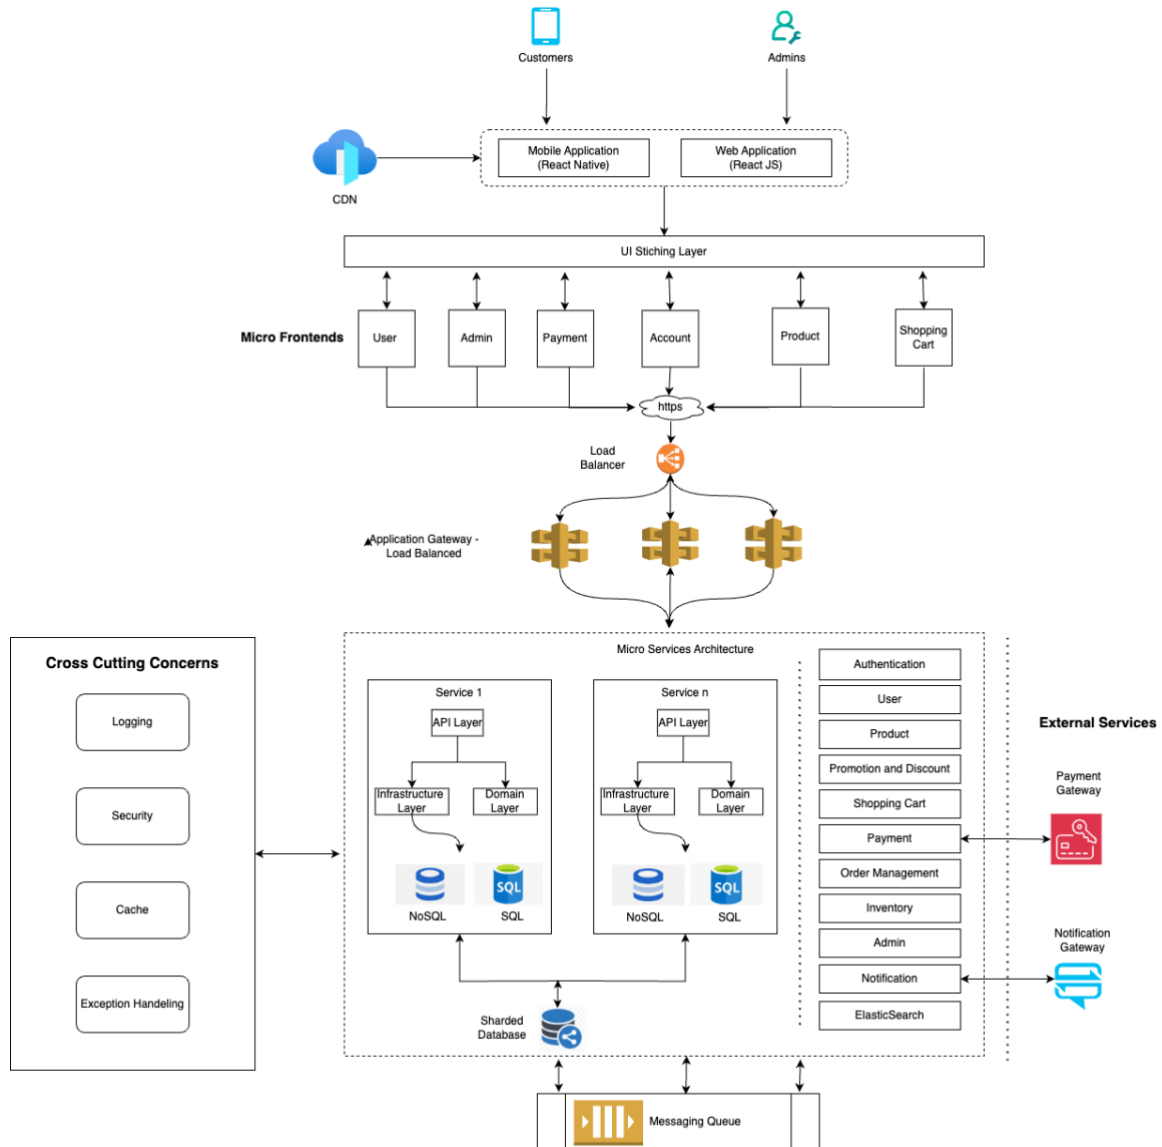 Customers
Admins
Mobile Application
(React Native)
Web Application
(React JS)
CDN
UI Stiching Layer
Micro Frontends
User
Admin
Payment
Account
Product
Shopping
Cart
https
Load
Balancer
Application Gateway -
Load Balanced
Cross Cutting Concerns
Logging
Security
Cache
Exception Handeling
Micro Services Architecture
Service 1
API Layer
Infrastructure
Layer
Domain
Layer
NoSQL
SQL
SQL
Service n
API Layer
Infrastructure
Layer
Domain
Layer
NoSQL
SQL
SQL
Sharded
Database
Authentication
User
Product
Promotion and Discount
Shopping Cart
Payment
Order Management
Inventory
Admin
Notification
ElasticSearch
External Services
Payment
Gateway
Notification
Gateway
Messaging Queue